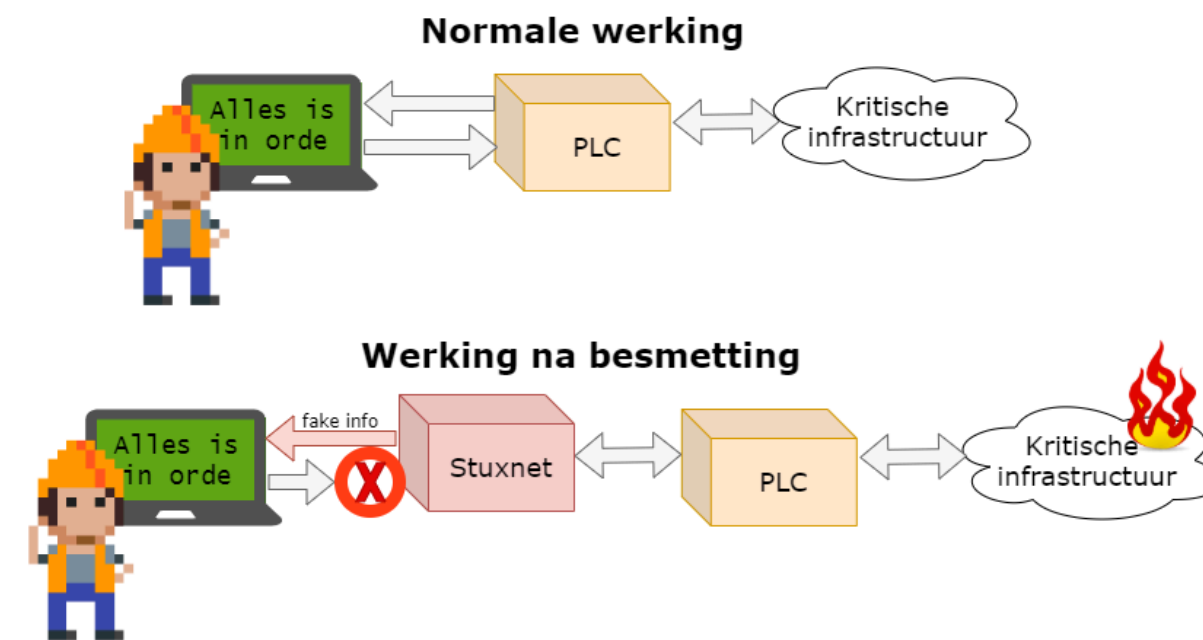 Normale werking
Alles is
in orde
PLC
Kritische
infrastructuur
Werking na besmetting
Alles is
in orde
fake info
X
Stuxnet
PLC
Kritische
infrastructuur